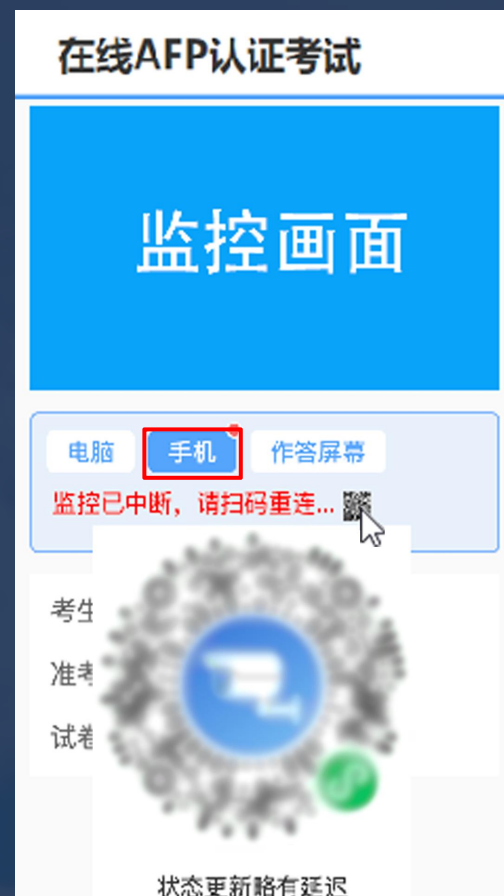 在线AFP认证考试
监控画面
电脑 手机 作答屏幕
监控已中断，请扫码重连...
考生
准考
试卷
状态更新略有延迟